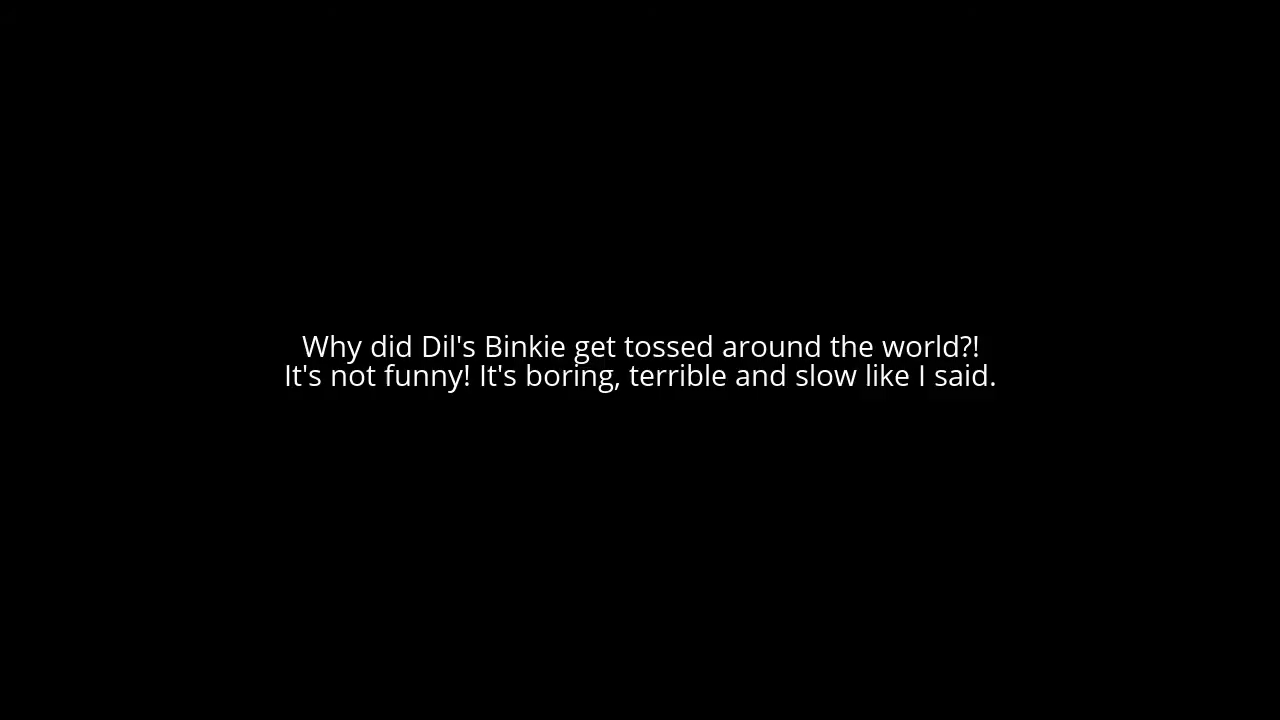 Why did Dil's Binkie get tossed around the world?!
It's not funny! It's boring, terrible and slow like I said.